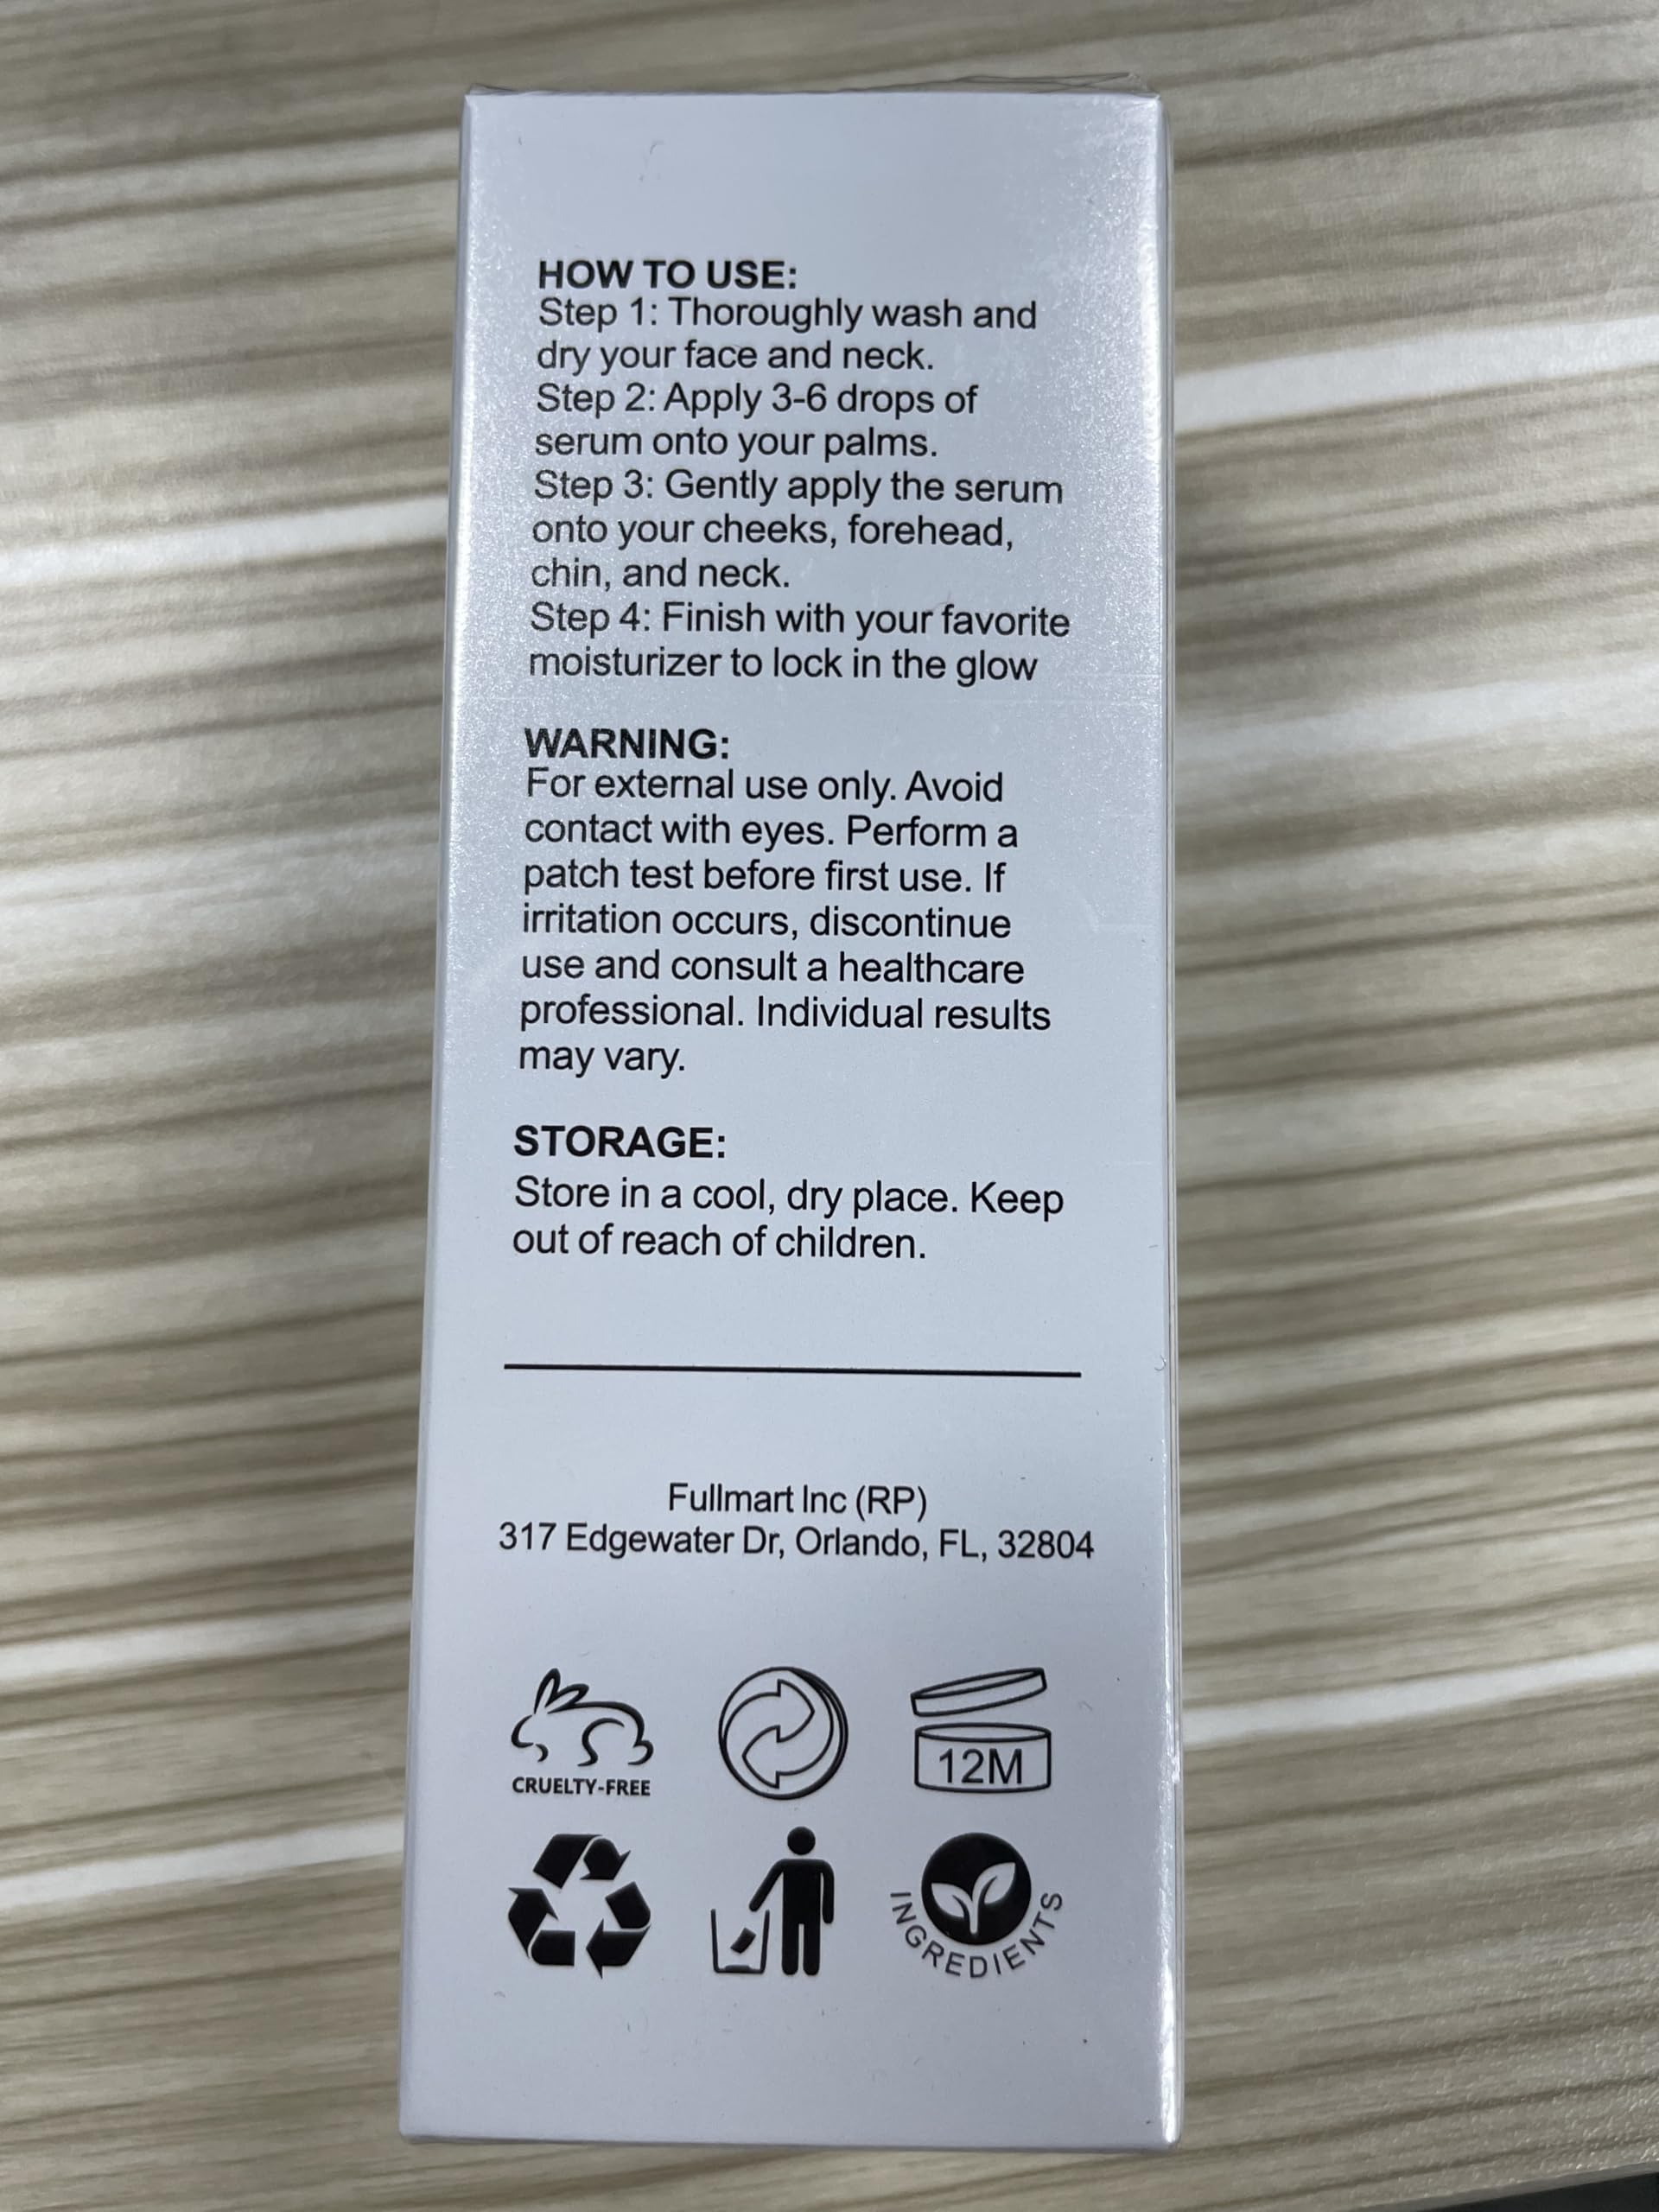 HOW TO USE:
Step 1: Thoroughly wash and
dry your face and neck.
Step 2: Apply 3-6 drops of
serum onto your palms.
Step 3: Gently apply the serum
onto your cheeks, forehead,
chin, and neck.
Step 4: Finish with your favorite
moisturizer to lock in the glow
WARNING:
For external use only. Avoid
contact with eyes. Perform a
patch test before first use. If
irritation occurs, discontinue
use and consult a healthcare
professional. Individual results
may vary.
STORAGE:
Store in a cool, dry place. Keep
out of reach of children.
Fullmart Inc (RP)
317 Edgewater Dr, Orlando, FL, 32804
CRUELTY-FREE
12M
INGREDIENTS